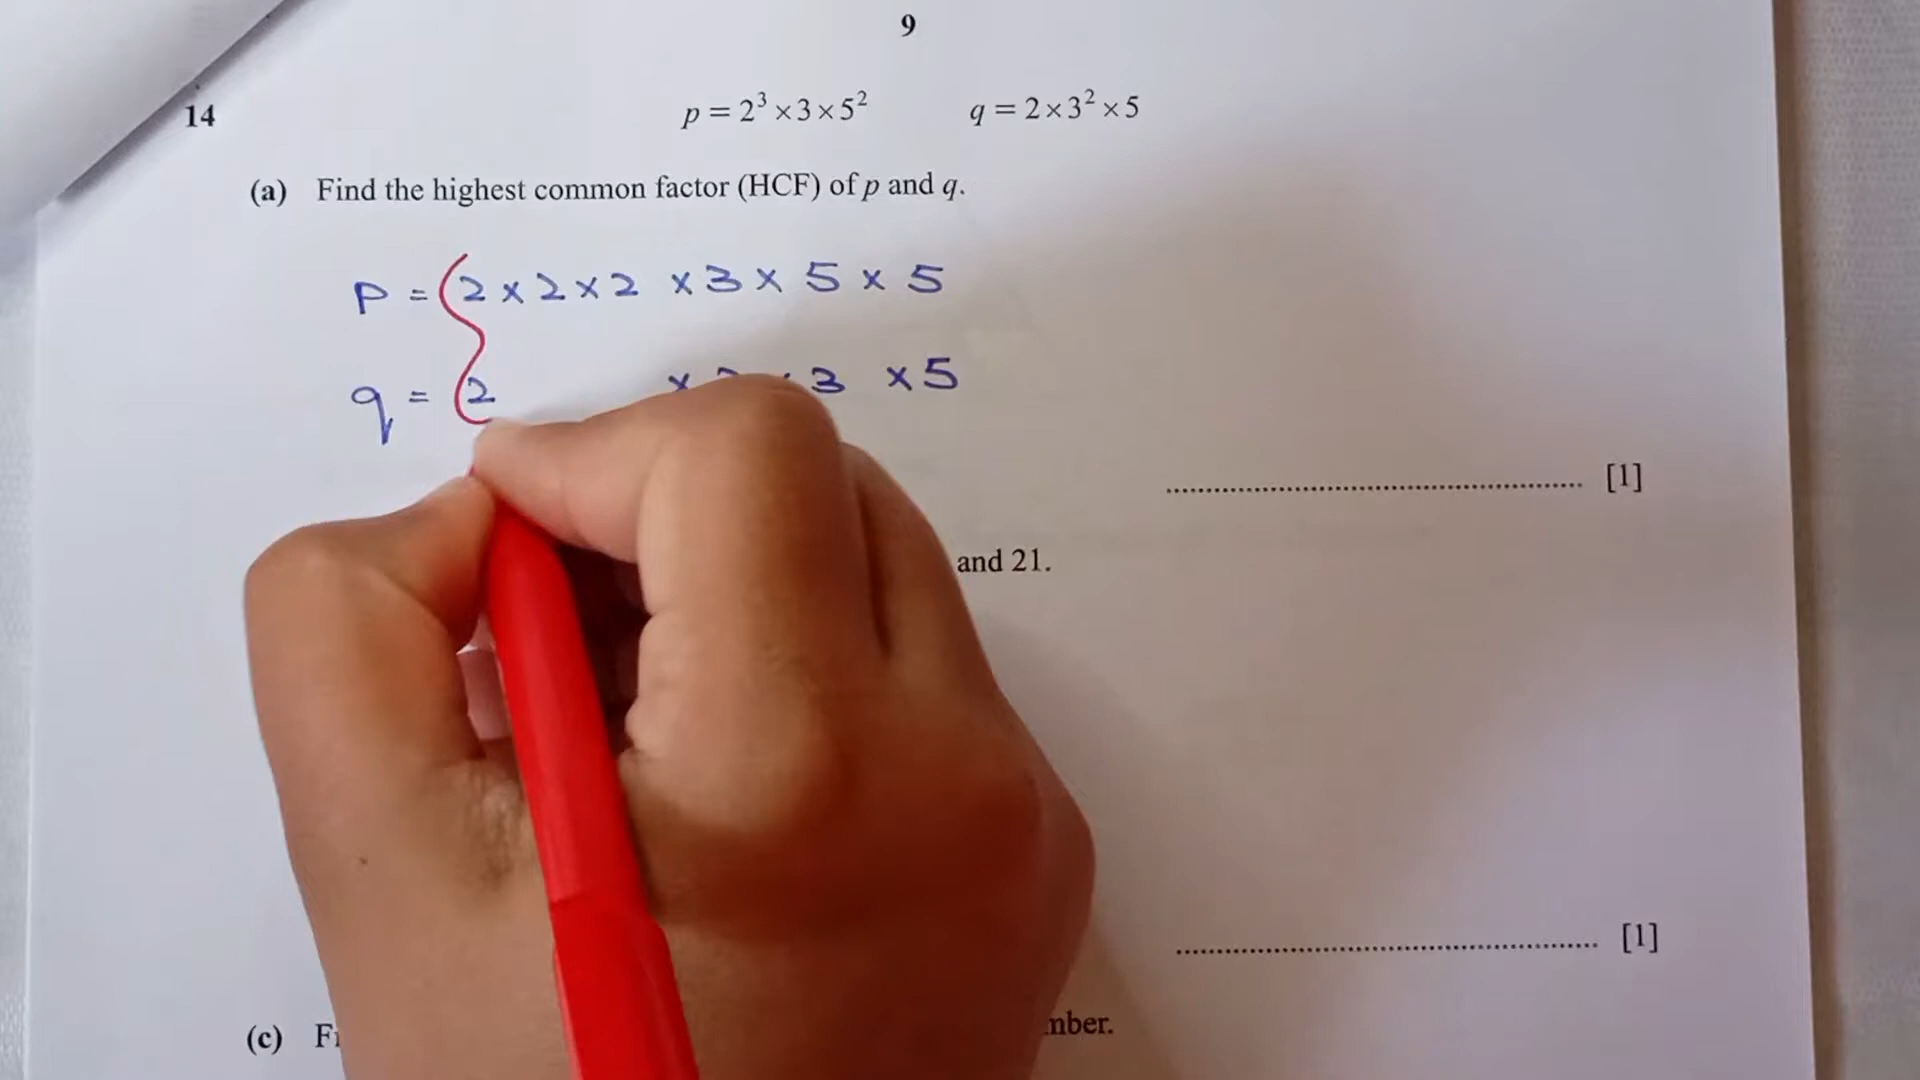 9
14 p = 2³ × 3 × 5² q = 2 × 3² × 5
(a) Find the highest common factor (HCF) of p and q.
P = 2 × 2 × 2 × 3 × 5 × 5
q = 2 × 3 × 5
[1]
and 21.
[1]
(c)